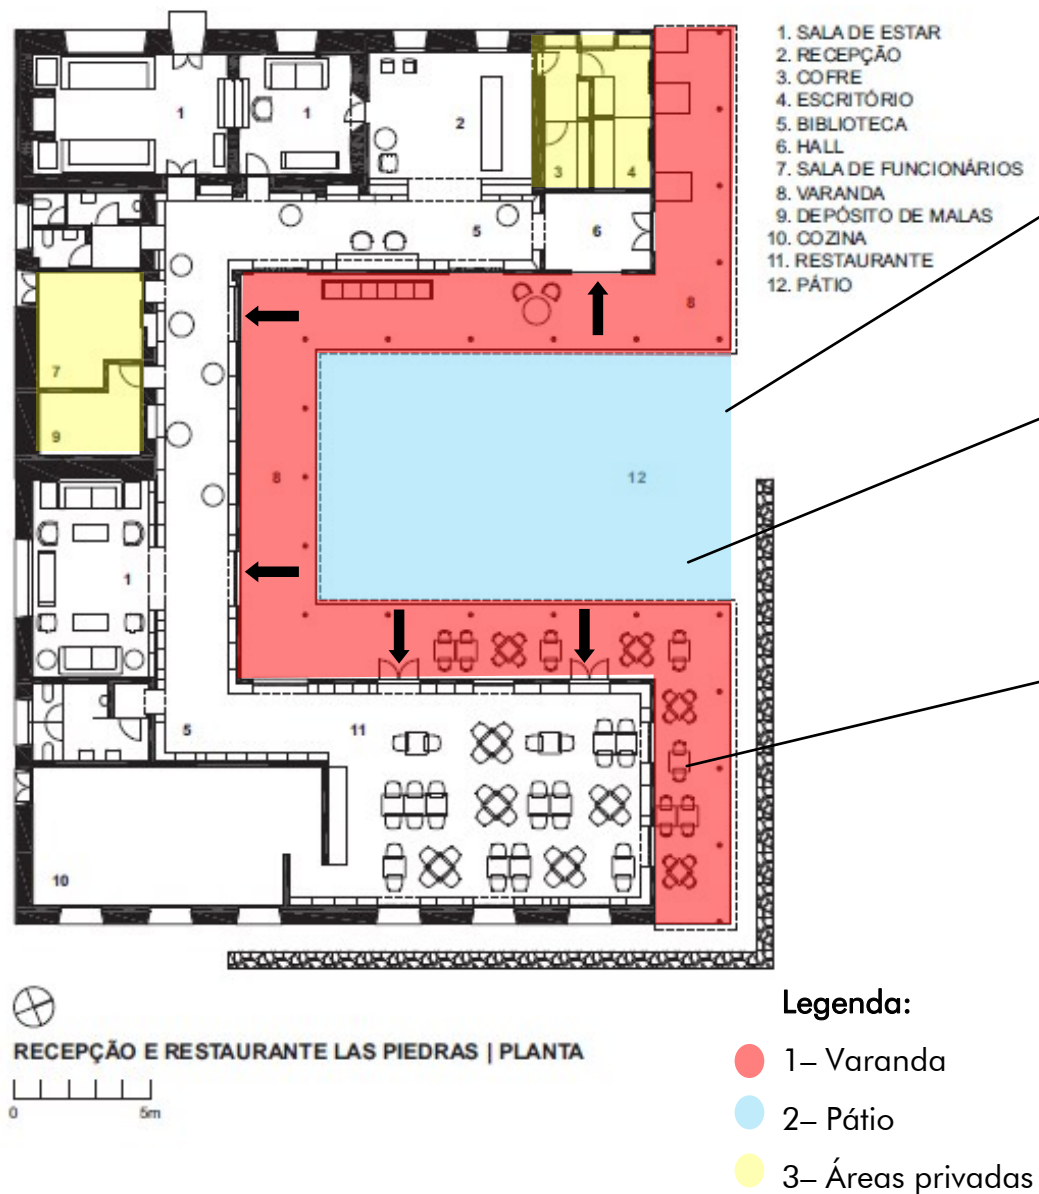 1. SALA DE ESTAR
2. RECEPÇÃO
3. COFRE
4. ESCRITÓRIO
5. BIBLIOTECA
6. HALL
7. SALA DE FUNCIONÁRIOS
8. VARANDA
9. DEPÓSITO DE MALAS
10. COZINA
11. RESTAURANTE
12. PÁTIO
1
1
2
3
4
5
6
8
7
9
8
12
1
5
11
10
RECEPÇÃO E RESTAURANTE LAS PIEDRAS | PLANTA
0 5m
Legenda:
1– Varanda
2– Pátio
3– Áreas privadas